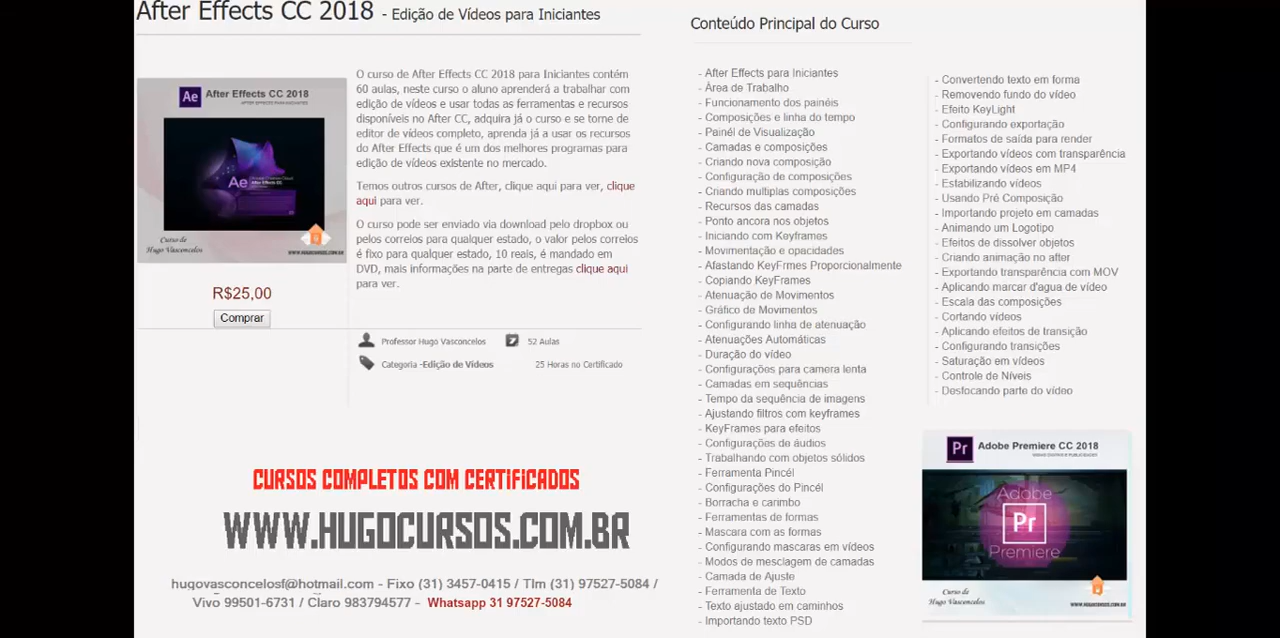 After Effects CC 2018 - Edição de Vídeos para Iniciantes
Ae After Effects CC 2018
AFTER EFFECTS PARA INICIANTES
Ae
After Effects CC
Curso de
Hugo Vasconcelos
WWW.HUGOCURSOS.COM.BR
R$25,00
Comprar
O curso de After Effects CC 2018 para Iniciantes contém
60 aulas, neste curso o aluno aprenderá a trabalhar com
edição de vídeos e usar todas as ferramentas e recursos
disponíveis no After CC, adquira já o curso e se torne de
editor de vídeos completo, aprenda já a usar os recursos
do After Effects que é um dos melhores programas para
edição de vídeos existente no mercado.
Temos outros cursos de After, clique aqui para ver, clique
aqui para ver.
O curso pode ser enviado via download pelo dropbox ou
pelos correios para qualquer estado, o valor pelos correios
é fixo para qualquer estado, 10 reais, é mandado em
DVD, mais informações na parte de entregas clique aqui
para ver.
Professor Hugo Vasconcelos
52 Aulas
Categoria -Edição de Vídeos
25 Horas no Certificado
CURSOS COMPLETOS COM CERTIFICADOS
WWW.HUGOCURSOS.COM.BR
hugovasconcelosf@hotmail.com - Fixo (31) 3457-0415 / TIm (31) 97527-5084 /
Vivo 99501-6731 / Claro 983794577 - Whatsapp 31 97527-5084
Conteúdo Principal do Curso
- After Effects para Iniciantes
- Área de Trabalho
- Funcionamento dos painéis
- Composições e linha do tempo
- Painél de Visualização
- Camadas e composições
- Criando nova composição
- Configuração de composições
- Criando multiplas composições
- Recursos das camadas
- Ponto ancora nos objetos
- Iniciando com Keyframes
- Movimentação e opacidades
- Afastando KeyFrmes Proporcionalmente
- Copiando KeyFrames
- Atenuação de Movimentos
- Gráfico de Movimentos
- Configurando linha de atenuação
- Atenuações Automáticas
- Duração do vídeo
- Configurações para camera lenta
- Camadas em sequências
- Tempo da sequência de imagens
- Ajustando filtros com keyframes
- KeyFrames para efeitos
- Configurações de áudios
- Trabalhando com objetos sólidos
- Ferramenta Pincél
- Configurações do Pincél
- Borracha e carimbo
- Ferramentas de formas
- Mascara com as formas
- Configurando mascaras em vídeos
- Modos de mesclagem de camadas
- Camada de Ajuste
- Ferramenta de Texto
- Texto ajustado em caminhos
- Importando texto PSD
- Convertendo texto em forma
- Removendo fundo do vídeo
- Efeito KeyLight
- Configurando exportação
- Formatos de saída para render
- Exportando vídeos com transparência
- Exportando vídeos em MP4
- Estabilizando vídeos
- Usando Pré Composição
- Importando projeto em camadas
- Animando um Logotipo
- Efeitos de dissolver objetos
- Criando animação no after
- Exportando transparência com MOV
- Aplicando marcar d'agua de vídeo
- Escala das composições
- Cortando vídeos
- Aplicando efeitos de transição
- Configurando transições
- Saturação em vídeos
- Controle de Níveis
- Desfocando parte do vídeo
Pr Adobe Premiere CC 2018
Adobe
Pr
Premiere
Curso de
Hugo Vasconcelos
WWW.HUGOCURSOS.COM.BR